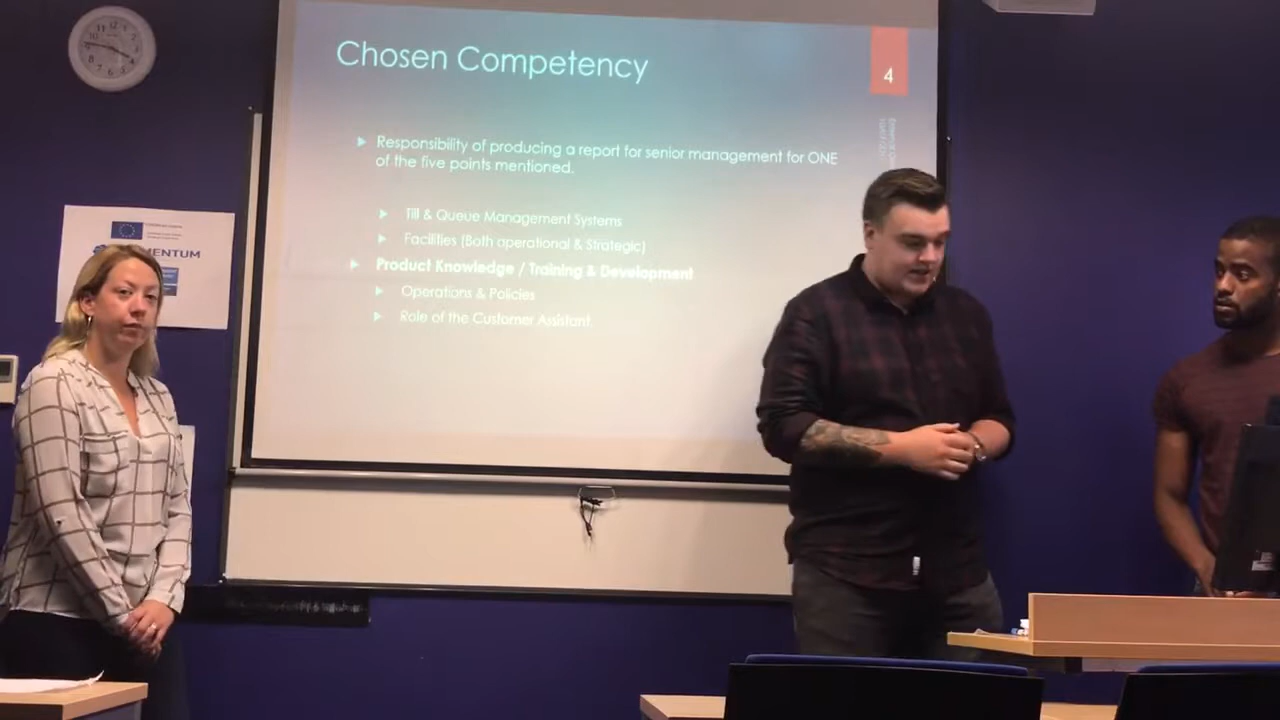 Chosen Competency
4
Responsibility of producing a report for senior management for ONE
of the five points mentioned.
Till & Queue Management Systems
Facilities (Both operational & Strategic)
Product Knowledge / Training & Development
Operations & Policies
Role of the Customer Assistant.
MENTUM